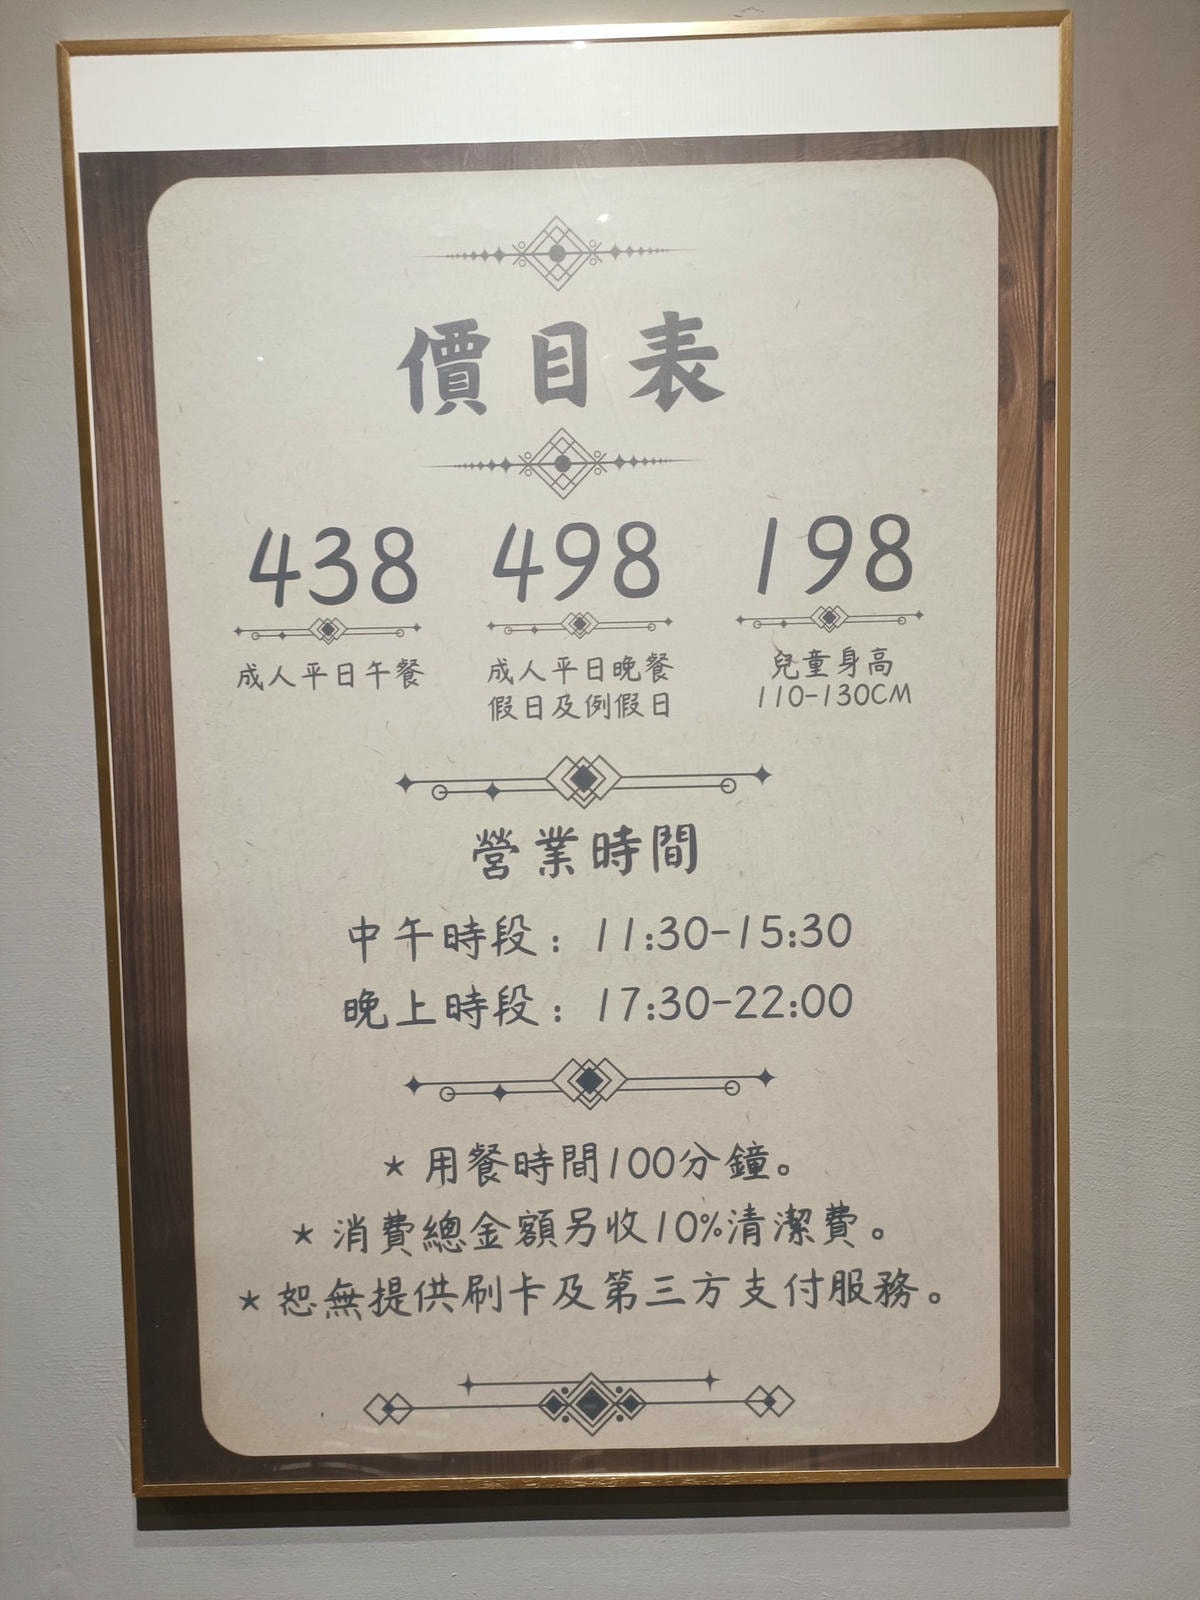 價目表
438
成人平日午餐
498
成人平日晚餐
假日及例假日
198
兒童身高
110-130CM
營業時間
中午時段：11:30-15:30
晚上時段：17:30-22:00
★ 用餐時間100分鐘。
★ 消費總金額另收10%清潔費。
★ 恕無提供刷卡及第三方支付服務。